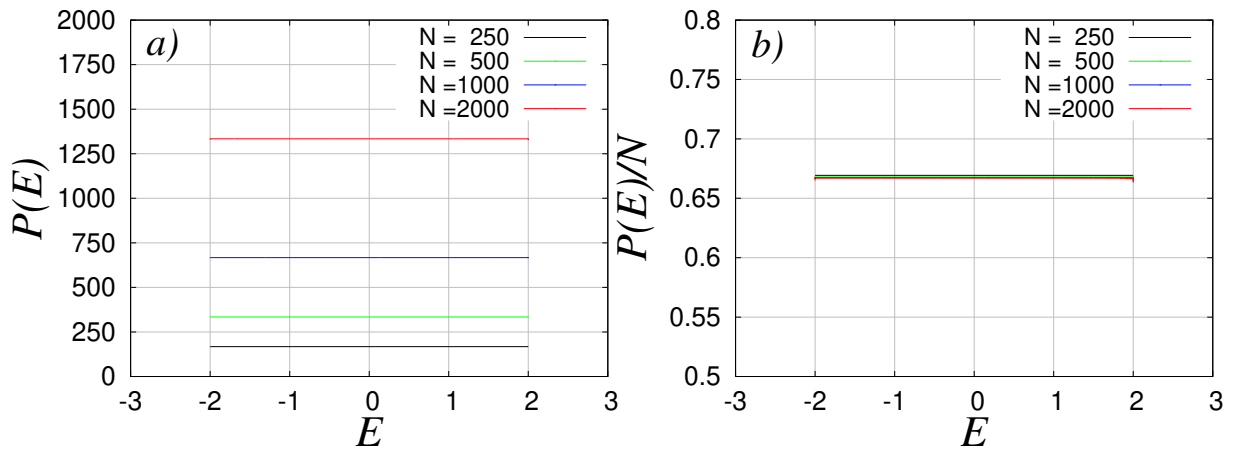 a)
N = 250
N = 500
N =1000
N =2000
2000
1750
1500
1250
1000
750
500
250
0
P(E)
-3 -2 -1 0 1 2 3
E
b)
N = 250
N = 500
N =1000
N =2000
0.8
0.75
0.7
0.65
0.6
0.55
0.5
P(E)/N
-3 -2 -1 0 1 2 3
E